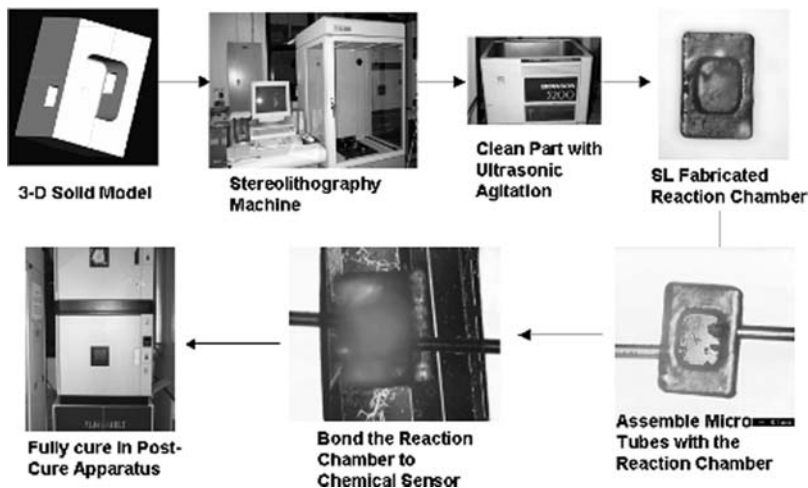 3-D Solid Model
Stereolithography
Machine
Clean Part with
Ultrasonic
Agitation
SL Fabricated
Reaction Chamber
Fully cure in Post-
Cure Apparatus
Bond the Reaction
Chamber to
Chemical Sensor
Assemble Micro
Tubes with the
Reaction Chamber